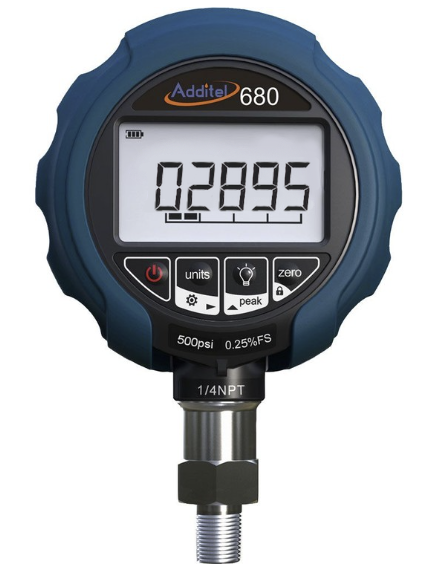 Additel 680
02895
units
zero
peak
500psi 0.25%FS
1/4NPT